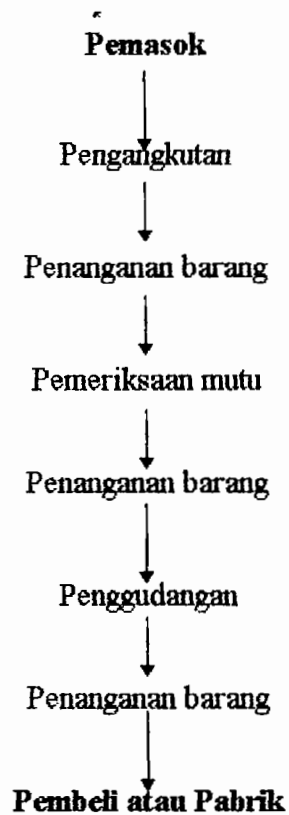 Pemasok
Pengangkutan
Penanganan barang
Pemeriksaan mutu
Penanganan barang
Penggudangan
Penanganan barang
Pembeli atau Pabrik